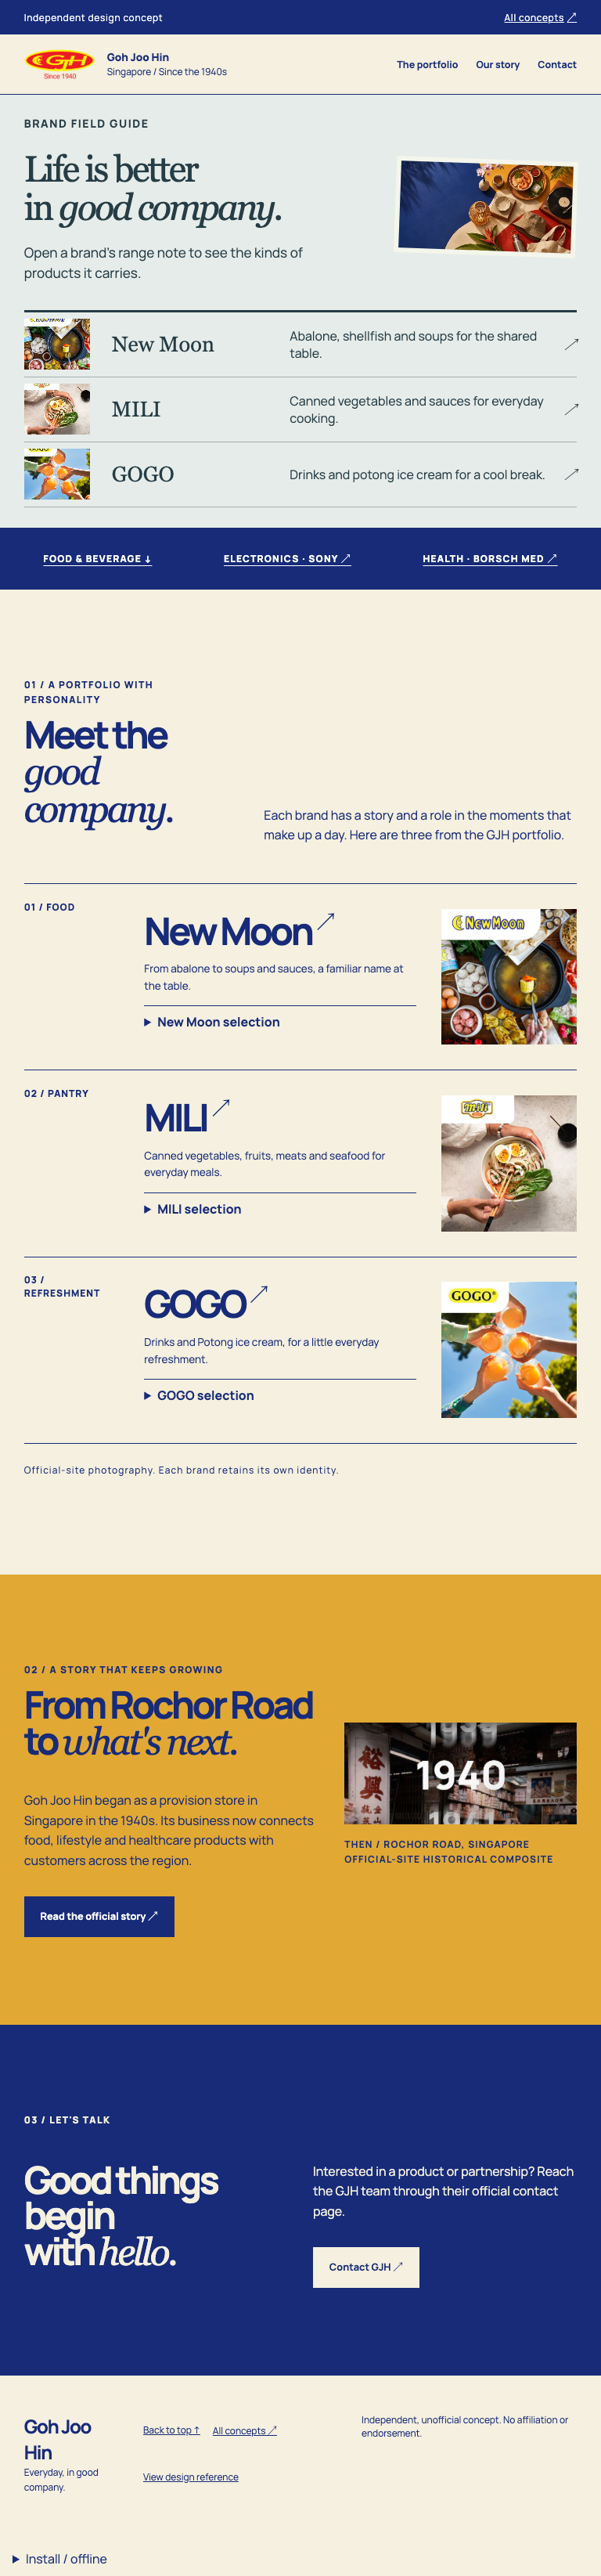 Independent design concept
All concepts ↗
GJH
Since 1940
Goh Joo Hin
Singapore / Since the 1940s
The portfolio
Our story
Contact
BRAND FIELD GUIDE
Life is better
in good company.
Open a brand's range note to see the kinds of
products it carries.
New Moon
Abalone, shellfish and soups for the shared
table.
MILI
Canned vegetables and sauces for everyday
cooking.
GOGO
Drinks and potong ice cream for a cool break.
FOOD & BEVERAGE ↓
ELECTRONICS · SONY ↗
HEALTH · BORSCH MED ↗
01 / A PORTFOLIO WITH
PERSONALITY
Meet the
good
company.
Each brand has a story and a role in the moments that
make up a day. Here are three from the GJH portfolio.
01 / FOOD
New Moon ↗
From abalone to soups and sauces, a familiar name at
the table.
▶ New Moon selection
New Moon
02 / PANTRY
MILI ↗
Canned vegetables, fruits, meats and seafood for
everyday meals.
▶ MILI selection
mili
03 /
REFRESHMENT
GOGO ↗
Drinks and Potong ice cream, for a little everyday
refreshment.
▶ GOGO selection
GOGO
Official-site photography. Each brand retains its own identity.
02 / A STORY THAT KEEPS GROWING
From Rochor Road
to what's next.
Goh Joo Hin began as a provision store in
Singapore in the 1940s. Its business now connects
food, lifestyle and healthcare products with
customers across the region.
Read the official story ↗
裕興
1940
THEN / ROCHOR ROAD, SINGAPORE
OFFICIAL-SITE HISTORICAL COMPOSITE
03 / LET'S TALK
Good things
begin
with hello.
Interested in a product or partnership? Reach
the GJH team through their official contact
page.
Contact GJH ↗
Goh Joo
Hin
Everyday, in good
company.
Back to top ↑
All concepts ↗
View design reference
Independent, unofficial concept. No affiliation or
endorsement.
▶ Install / offline